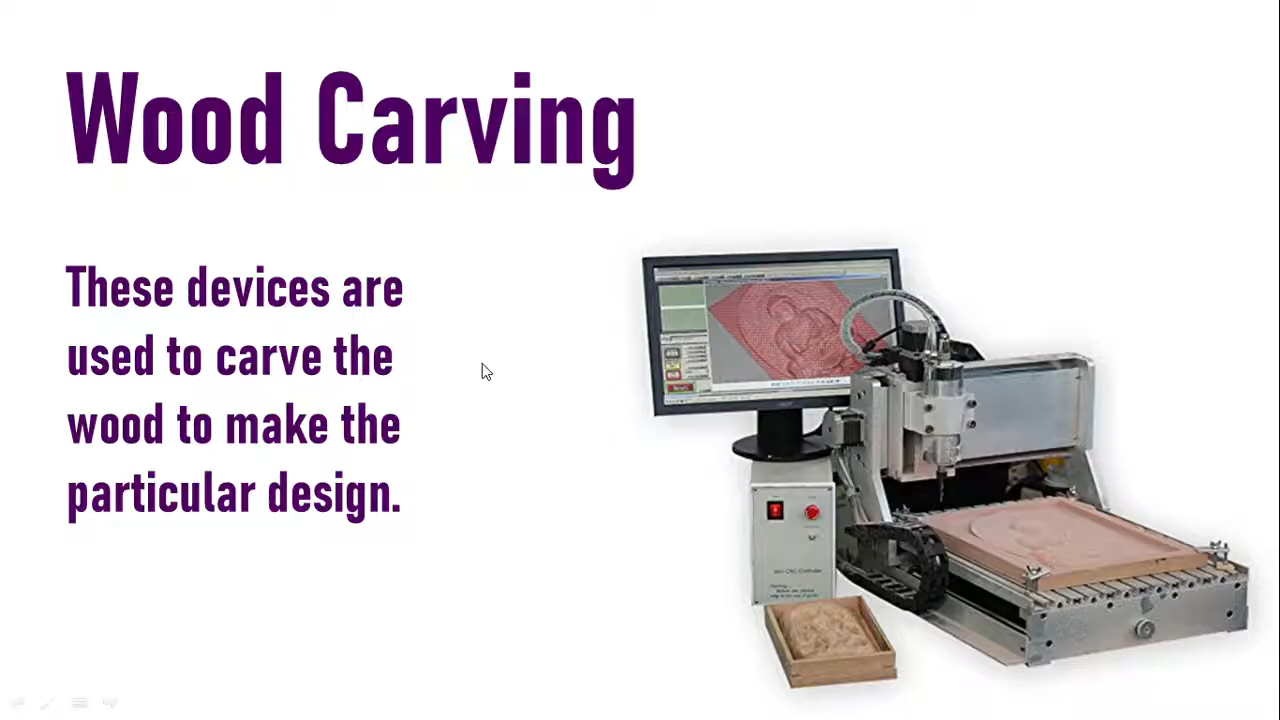 Wood Carving
These devices are
used to carve the
wood to make the
particular design.